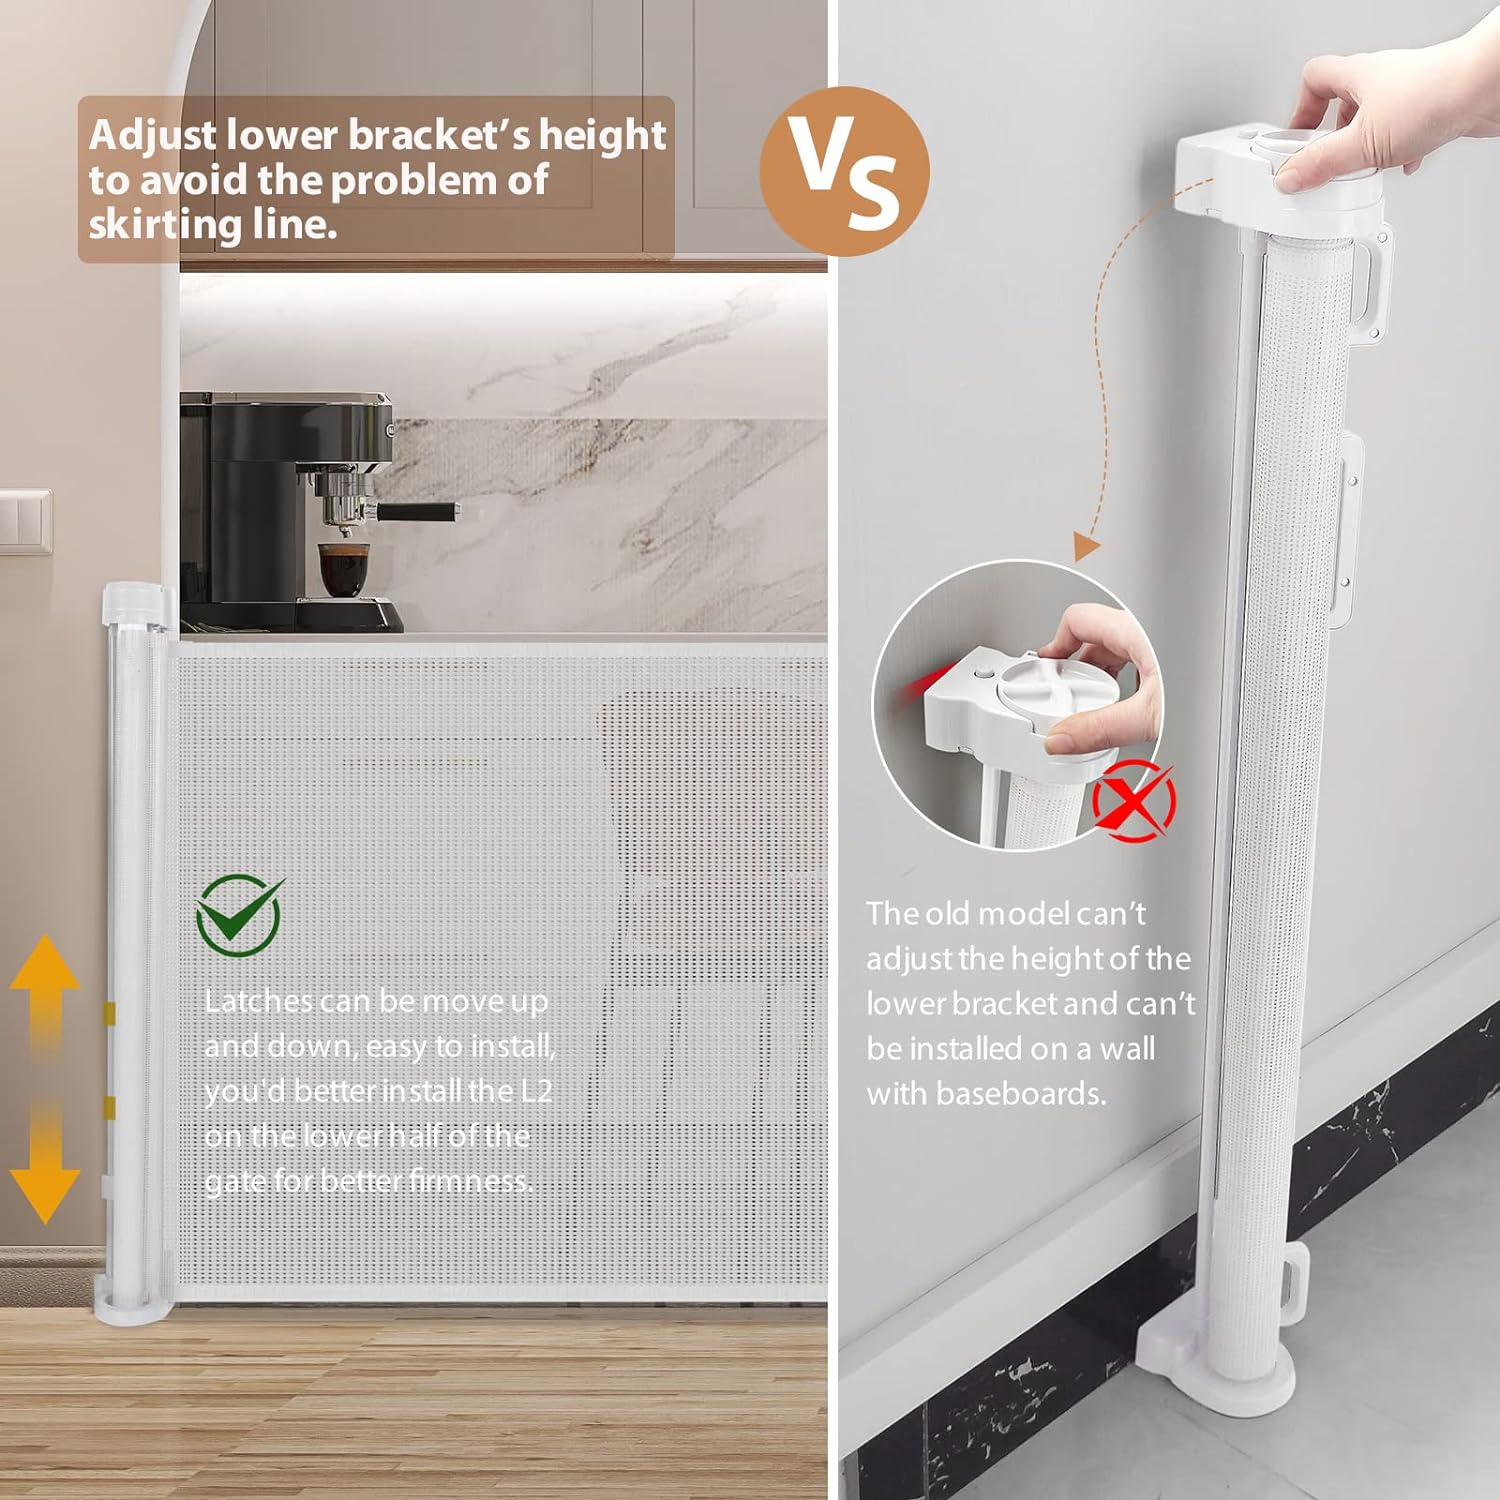 Adjust lower bracket's height
to avoid the problem of
skirting line.
VS
Latches can be move up
and down, easy to install,
you'd better install the L2
on the lower half of the
gate for better firmness.
The old model can't
adjust the height of the
lower bracket and can't
be installed on a wall
with baseboards.